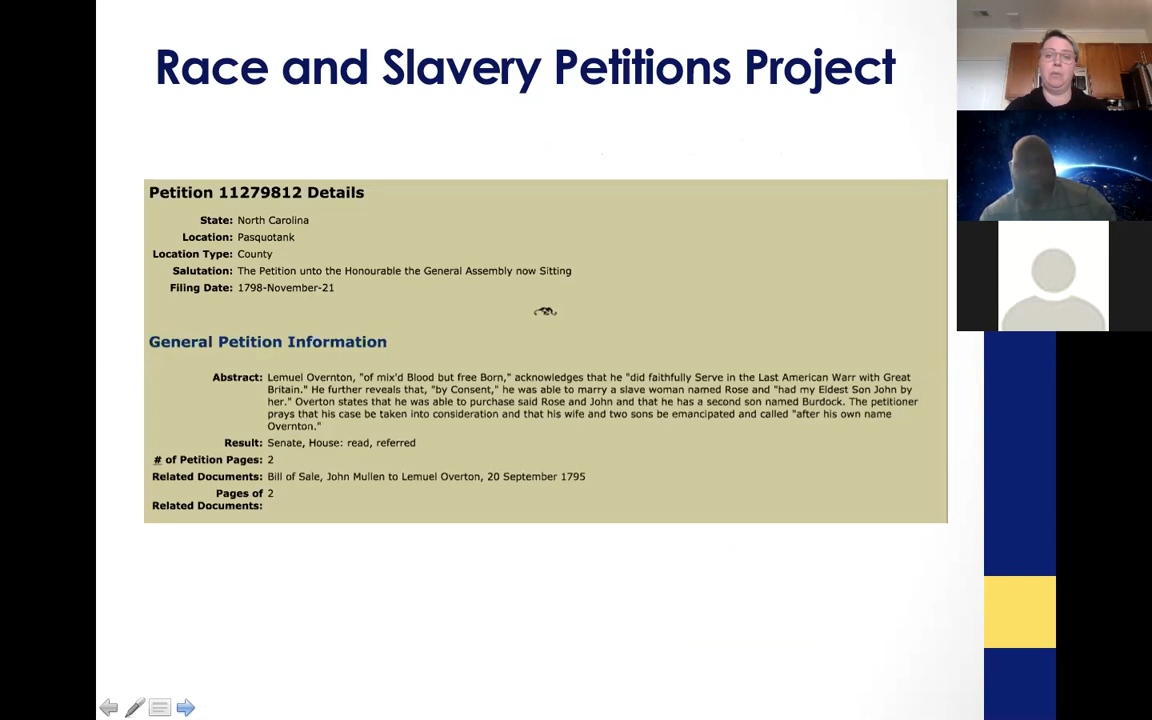 Race and Slavery Petitions Project
Petition 11279812 Details
State: North Carolina
Location: Pasquotank
Location Type: County
Salutation: The Petition unto the Honourable the General Assembly now Sitting
Filing Date: 1798-November-21
General Petition Information
Abstract: Lemuel Overnton, "of mix'd Blood but free Born," acknowledges that he "did faithfully Serve in the Last American Warr with Great
Britain." He further reveals that, "by Consent," he was able to marry a slave woman named Rose and "had my Eldest Son John by
her." Overton states that he was able to purchase said Rose and John and that he has a second son named Burdock. The petitioner
prays that his case be taken into consideration and that his wife and two sons be emancipated and called "after his own name
Overnton."
Result: Senate, House: read, referred
# of Petition Pages: 2
Related Documents: Bill of Sale, John Mullen to Lemuel Overton, 20 September 1795
Pages of 2
Related Documents: